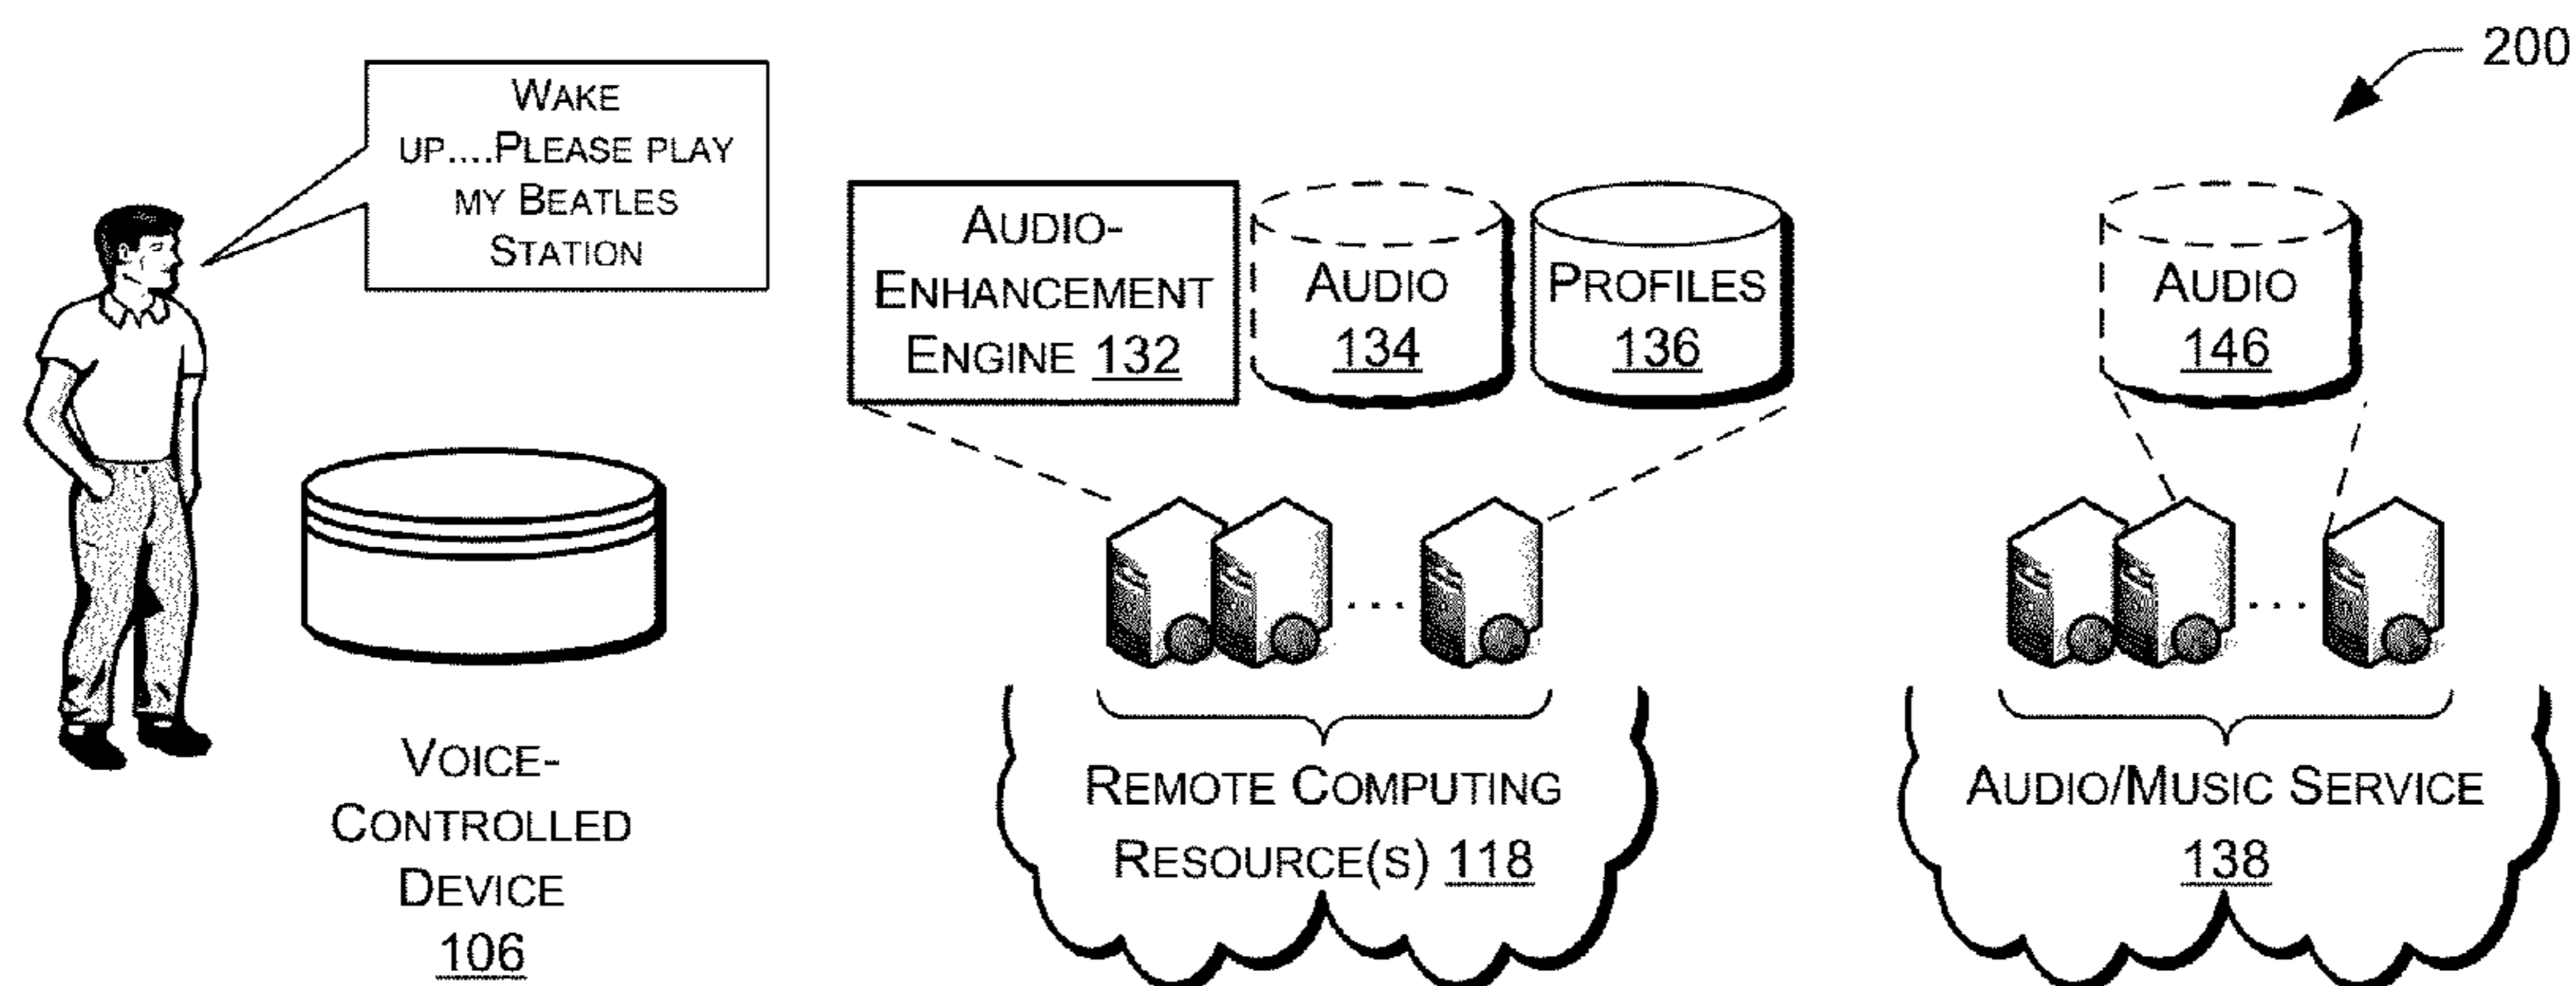 200
WAKE
UP....PLEASE PLAY
MY BEATLES
STATION
AUDIO-
ENHANCEMENT
ENGINE 132
AUDIO
134
PROFILES
136
AUDIO
146
VOICE-
CONTROLLED
DEVICE
106
REMOTE COMPUTING
RESOURCE(S) 118
AUDIO/MUSIC SERVICE
138